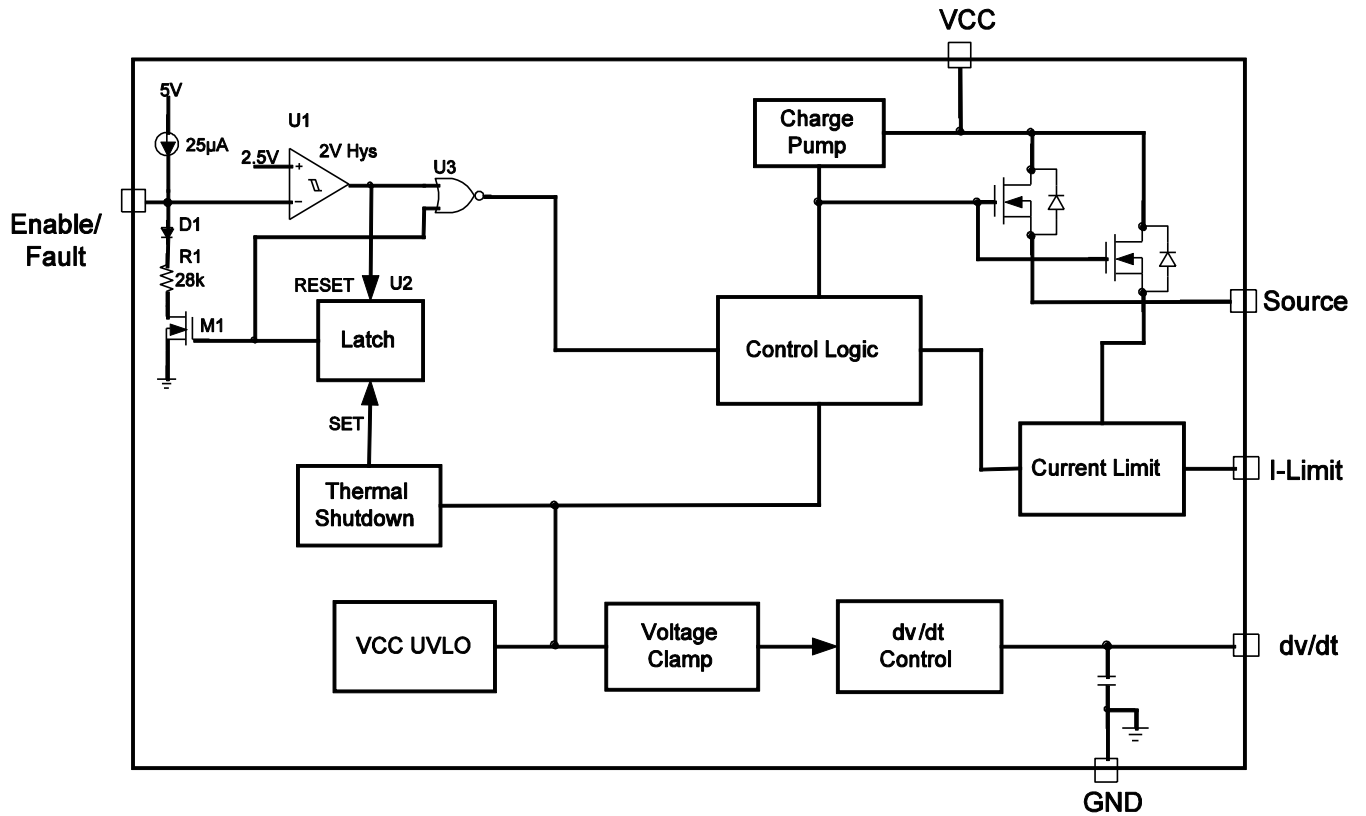 VCC
5V
25µA
U1
2V Hys
2.5V
U3
Charge
Pump
Enable/
Fault
D1
R1
28k
M1
RESET
U2
Latch
SET
Control Logic
Source
Current Limit
I-Limit
Thermal
Shutdown
VCC UVLO
Voltage
Clamp
dv/dt
Control
dv/dt
GND